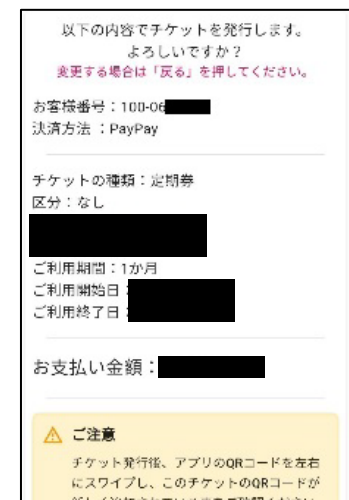 以下の内容でチケットを発行します。
よろしいですか？
変更する場合は「戻る」を押してください。
お客様番号：100-06
決済方法：PayPay
チケットの種類：定期券
区分：なし
ご利用期間：1か月
ご利用開始日：
ご利用終了日：
お支払い金額：
ご注意
チケット発行後、アプリのQRコードを左右
にスワイプし、このチケットのQRコードが